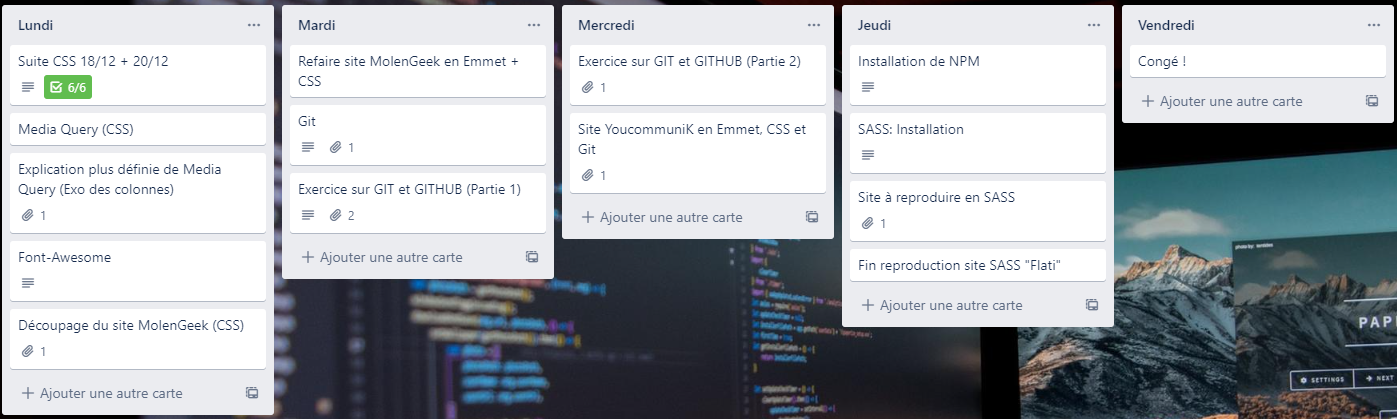 Lundi
Suite CSS 18/12 + 20/12
6/6
Media Query (CSS)
Explication plus définie de Media
Query (Exo des colonnes)
1
Font-Awesome
Découpage du site MolenGeek (CSS)
1
Ajouter une autre carte
Mardi
Refaire site MolenGeek en Emmet +
CSS
Git
1
Exercice sur GIT et GITHUB (Partie 1)
2
Ajouter une autre carte
Mercredi
Exercice sur GIT et GITHUB (Partie 2)
1
Site YoucommuniK en Emmet, CSS et
Git
1
Ajouter une autre carte
Jeudi
Installation de NPM
SASS: Installation
Site à reproduire en SASS
1
Fin reproduction site SASS "Flati"
Ajouter une autre carte
Vendredi
Congé !
Ajouter une autre carte
PAP
SETTINGS
NEXT